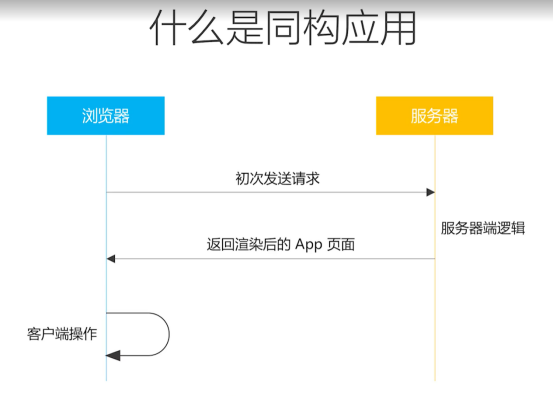 什么是同构应用
浏览器
服务器
初次发送请求
服务器端逻辑
返回渲染后的 App 页面
客户端操作